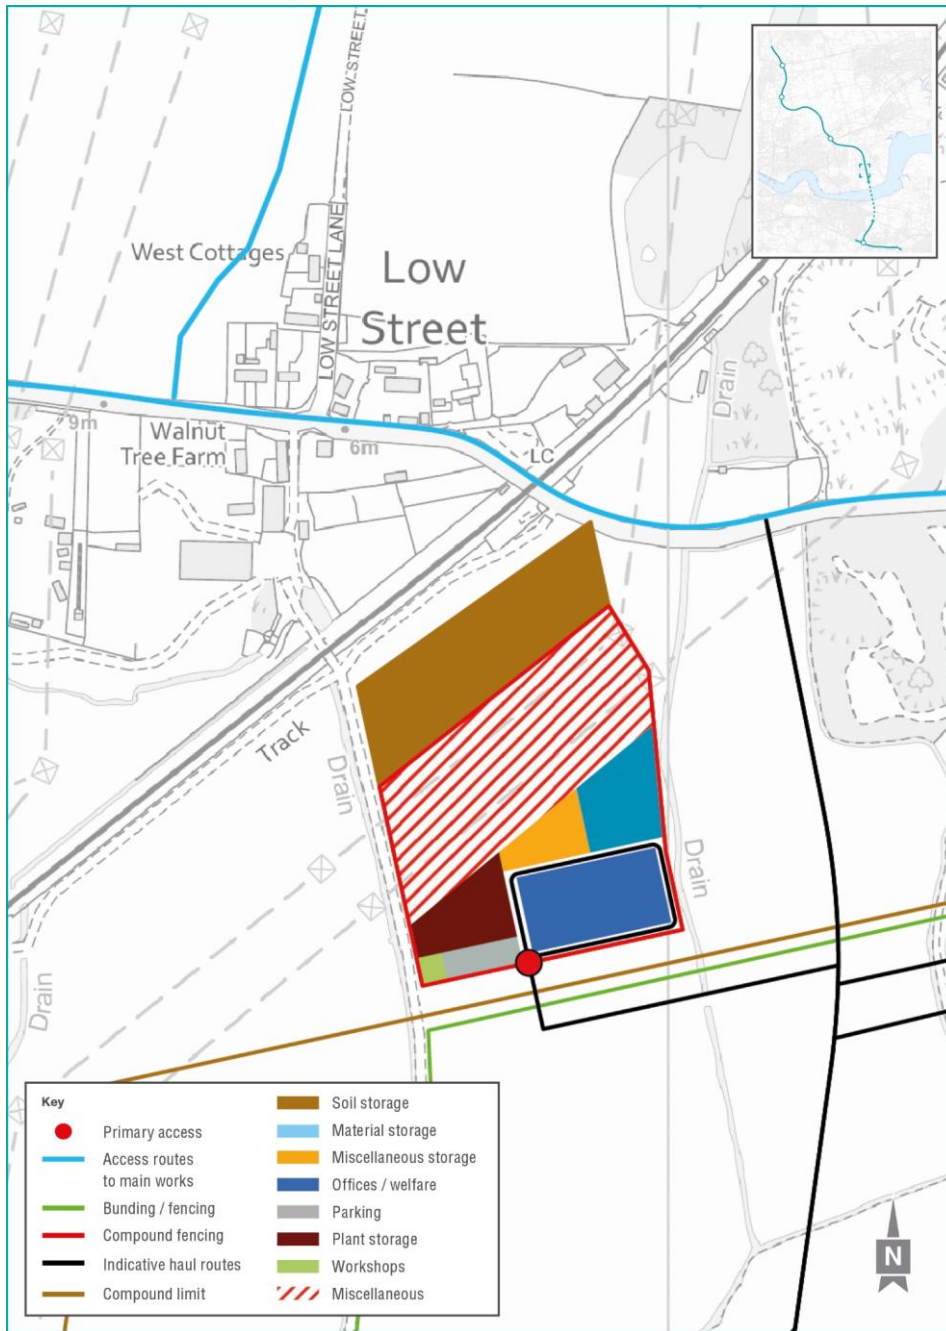 LOW STREET
West Cottages
LOW STREET LANE
Low
Street
Drain
9m
Walnut
Tree Farm
6m
LC
Track
Drain
Drain
Drain
Key
Primary access
Access routes
to main works
Bunding / fencing
Compound fencing
Indicative haul routes
Compound limit
Soil storage
Material storage
Miscellaneous storage
Offices / welfare
Parking
Plant storage
Workshops
Miscellaneous
N